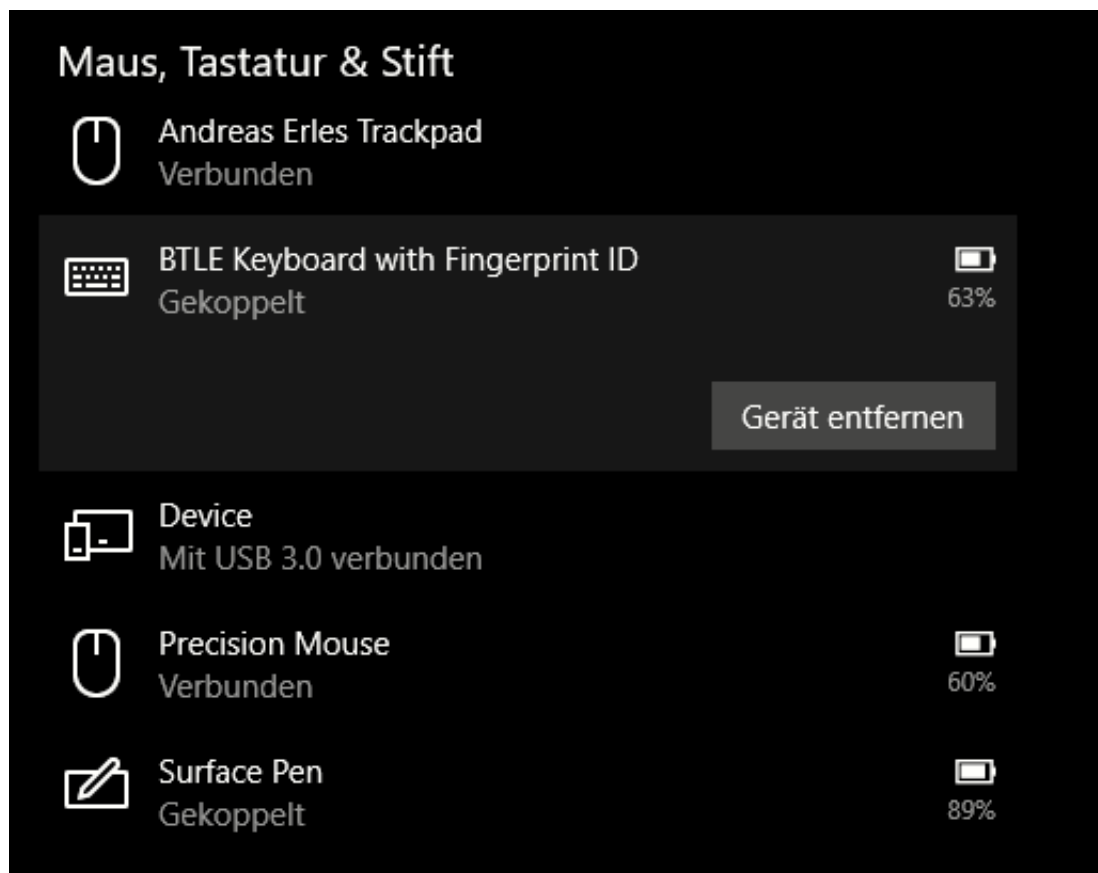 Maus, Tastatur & Stift
Andreas Erles Trackpad
Verbunden
BTLE Keyboard with Fingerprint ID
Gekoppelt
63%
Gerät entfernen
Device
Mit USB 3.0 verbunden
Precision Mouse
Verbunden
60%
Surface Pen
Gekoppelt
89%